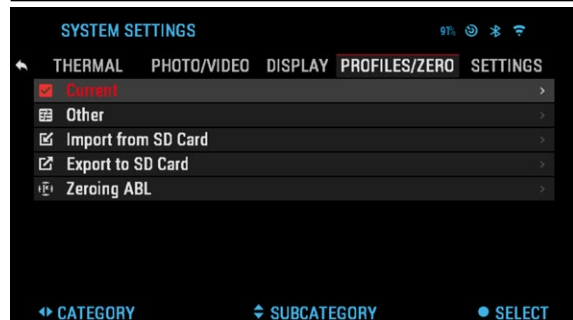 SYSTEM SETTINGS 91%
THERMAL PHOTO/VIDEO DISPLAY PROFILES/ZERO SETTINGS
Current
Other
Import from SD Card
Export to SD Card
Zeroing ABL
CATEGORY SUBCATEGORY SELECT